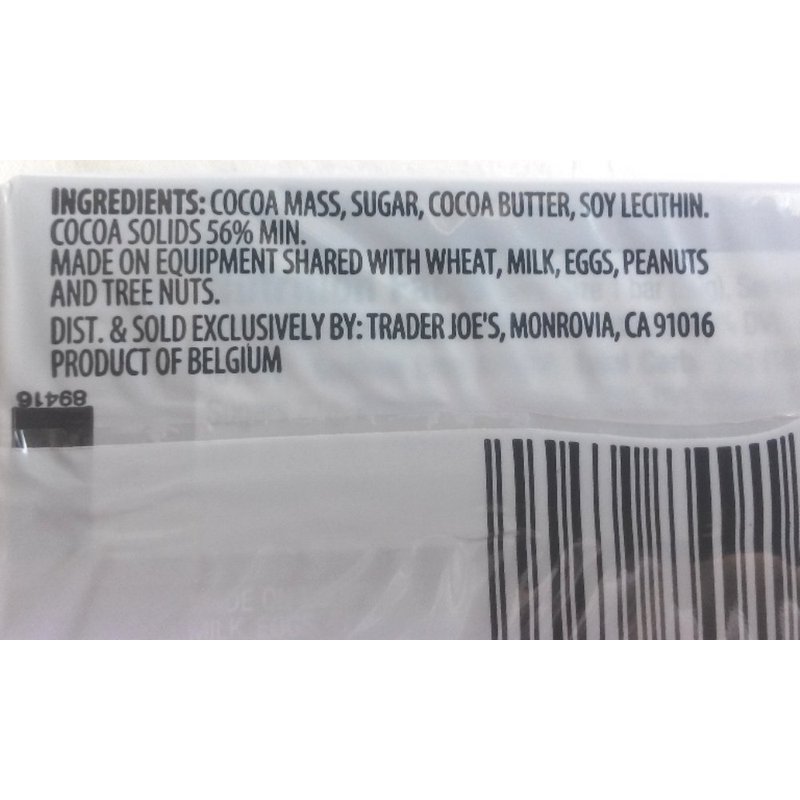 INGREDIENTS: COCOA MASS, SUGAR, COCOA BUTTER, SOY LECITHIN.
COCOA SOLIDS 56% MIN.
MADE ON EQUIPMENT SHARED WITH WHEAT, MILK, EGGS, PEANUTS
AND TREE NUTS.
DIST. & SOLD EXCLUSIVELY BY: TRADER JOE'S, MONROVIA, CA 91016
PRODUCT OF BELGIUM
89416